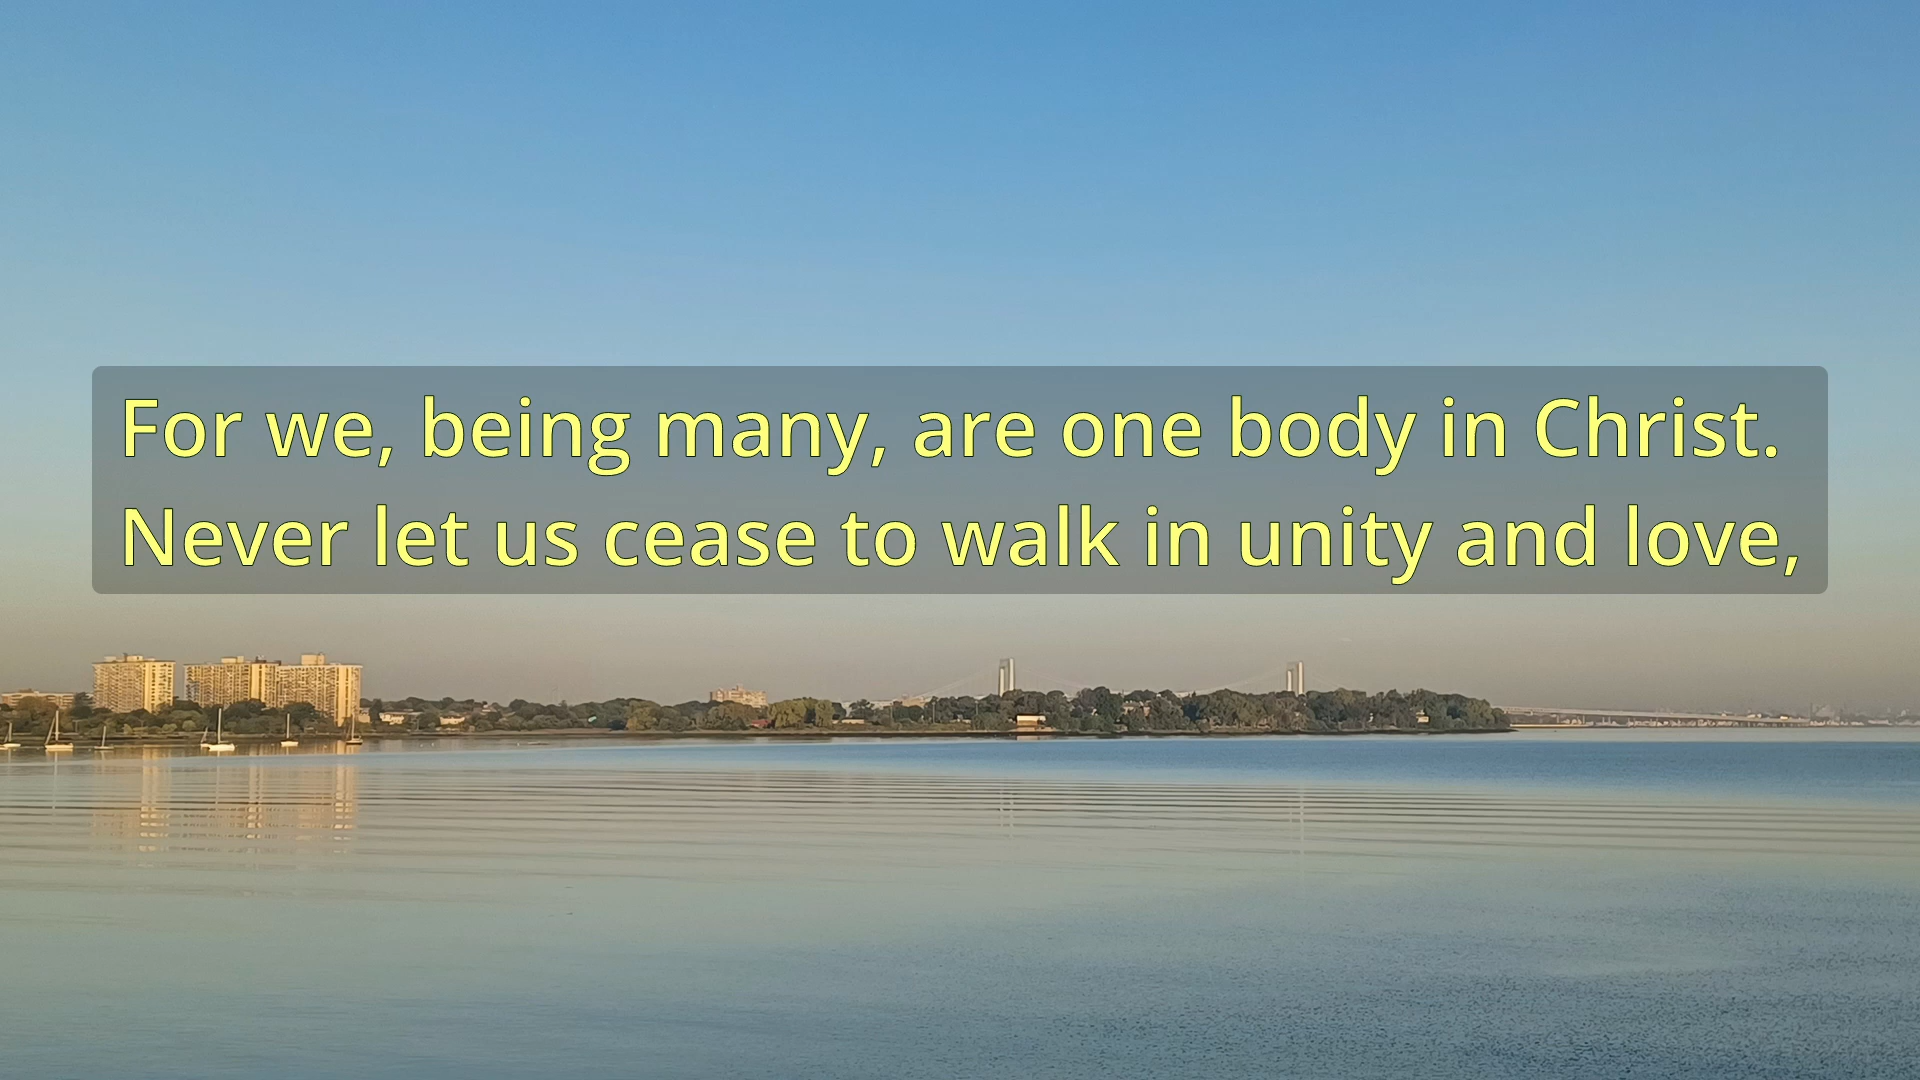 For we, being many, are one body in Christ.
Never let us cease to walk in unity and love,